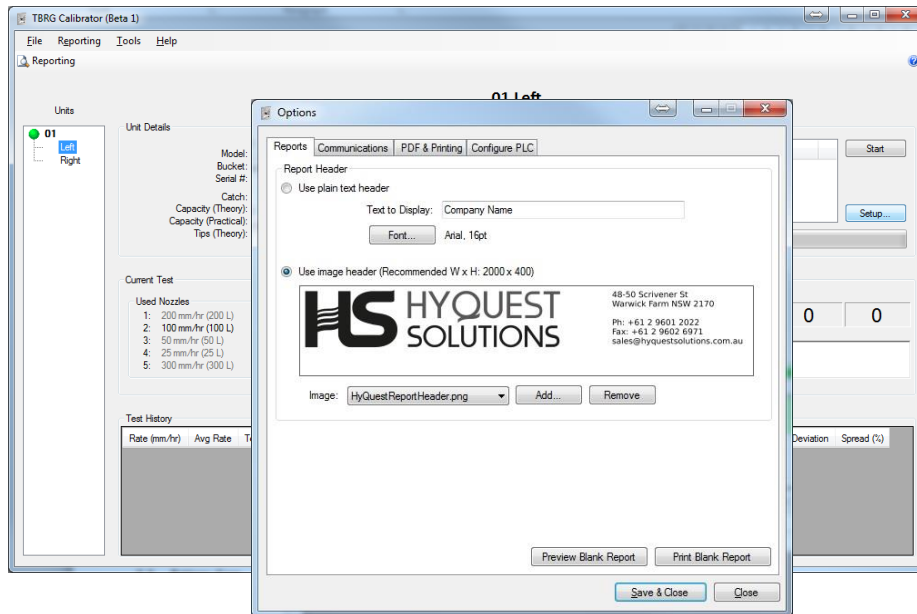 TBRG Calibrator (Beta 1)
File Reporting Tools Help
Reporting
01 Left
Units
01
Left
Right
Unit Details
Model:
Bucket:
Serial #:
Catch:
Capacity (Theory):
Capacity (Practical):
Tips (Theory):
Start
Setup...
Current Test
Used Nozzles
1: 200 mm/hr (200 L)
2: 100 mm/hr (100 L)
3: 50 mm/hr (50 L)
4: 25 mm/hr (25 L)
5: 300 mm/hr (300 L)
0 0
Test History
Rate (mm/hr) Avg Rate
Deviation Spread (%)
Options
Reports Communications PDF & Printing Configure PLC
Report Header
Use plain text header
Text to Display: Company Name
Font... Arial, 16pt
Use image header (Recommended W x H: 2000 x 400)
HS HYQUEST
SOLUTIONS
48-50 Scrivener St
Warwick Farm NSW 2170
Ph: +61 2 9601 2022
Fax: +61 2 9602 6971
sales@hyquestsolutions.com.au
Image: HyQuestReportHeader.png Add... Remove
Preview Blank Report Print Blank Report
Save & Close Close